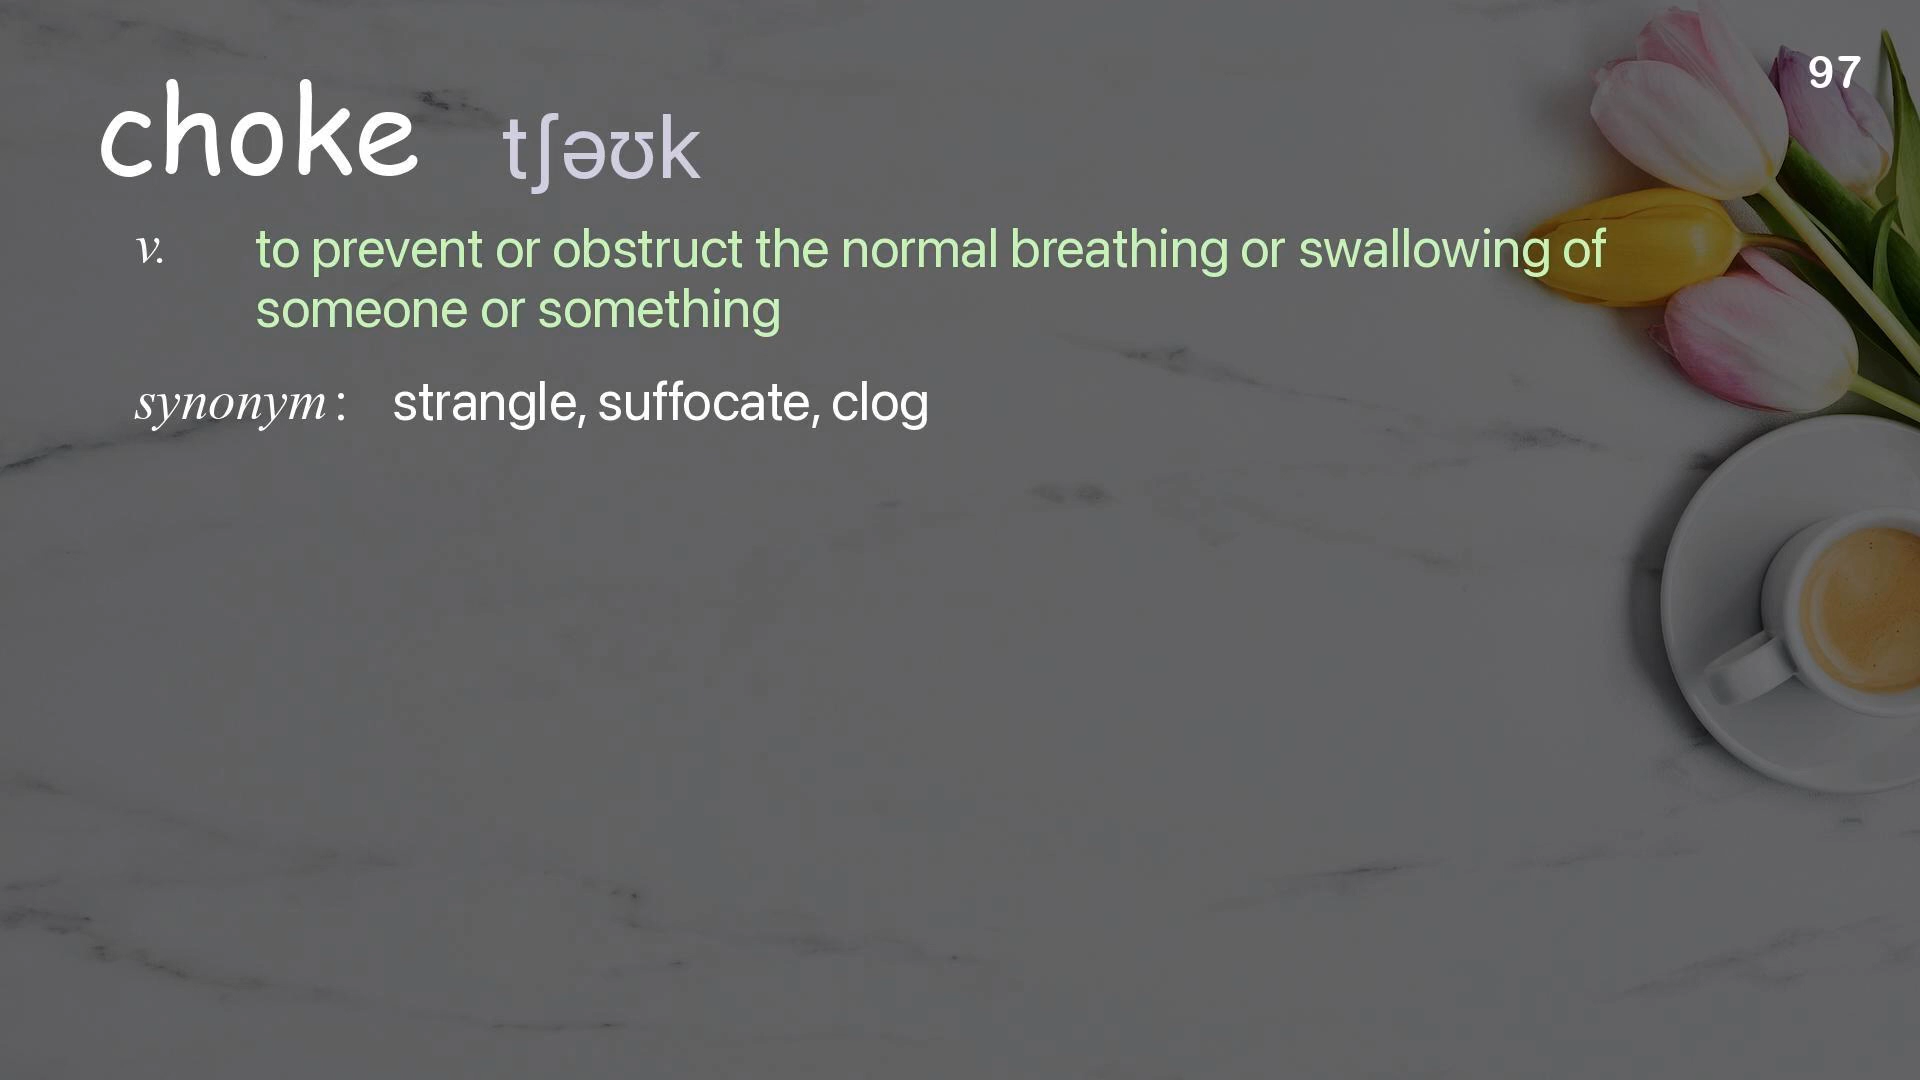 97
choke tʃəʊk
v. to prevent or obstruct the normal breathing or swallowing of
someone or something
synonym : strangle, suffocate, clog